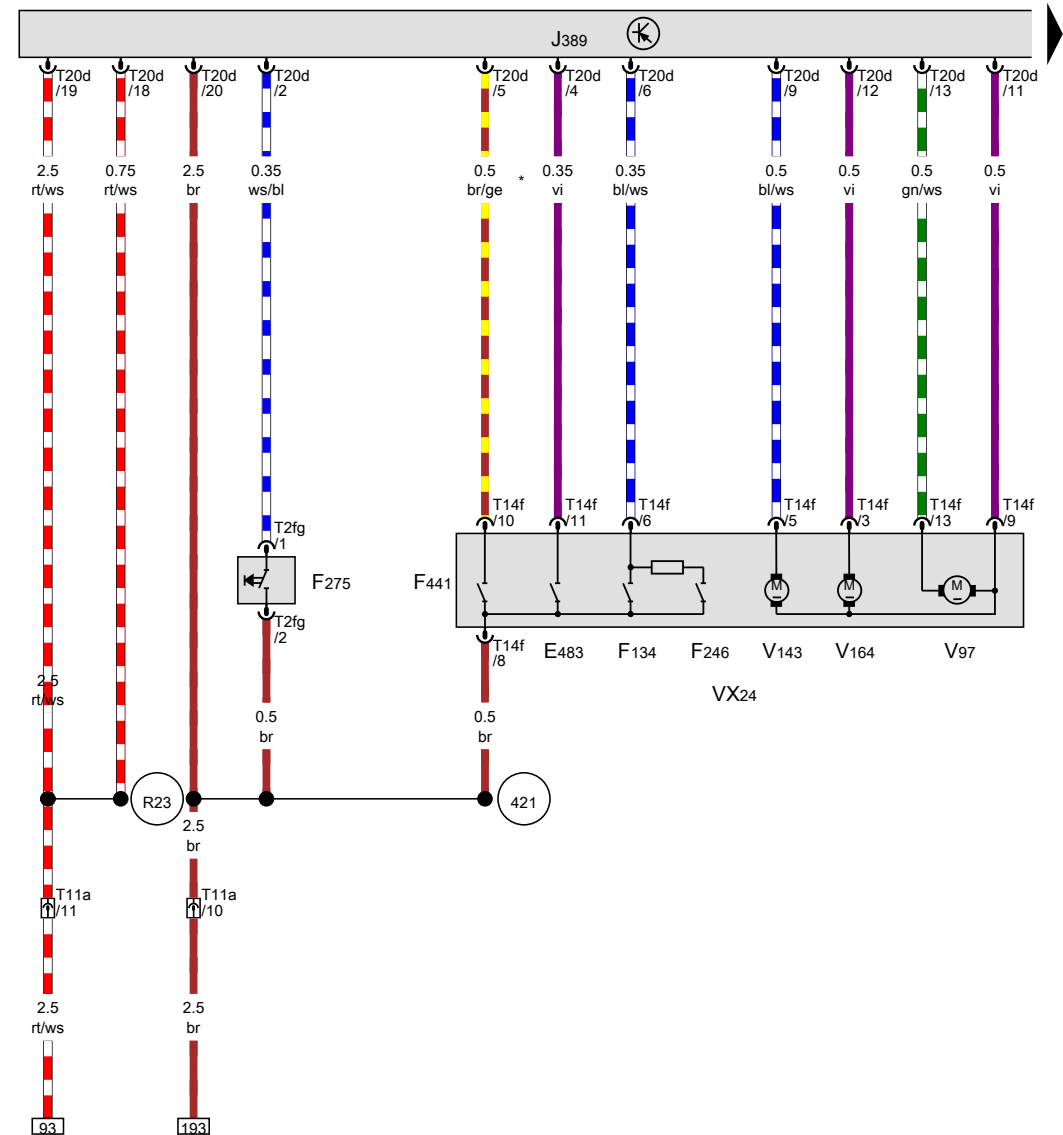 J389
T20d T20d T20d T20d T20d T20d T20d T20d T20d T20d T20d
/19 /18 /20 /2 /5 /4 /6 /9 /12 /13 /11
2.5 0.75 2.5 0.35 0.5 * 0.35 0.35 0.5 0.5 0.5 0.5
rt/ws rt/ws br ws/bl br/ge vi bl/ws bl/ws vi gn/ws vi
T14f T14f T14f T14f T14f T14f T14f
/10 /11 /6 /5 /3 /13 /9
T2fg
/1
F275 F441 M M M
T2fg
/2
T14f
/8
E483 F134 F246 V143 V164 V97
VX24
2.5
rt/ws
0.5 0.5
br br
R23 421
2.5
br
T11a T11a
/11 /10
2.5 2.5
rt/ws br
93 193